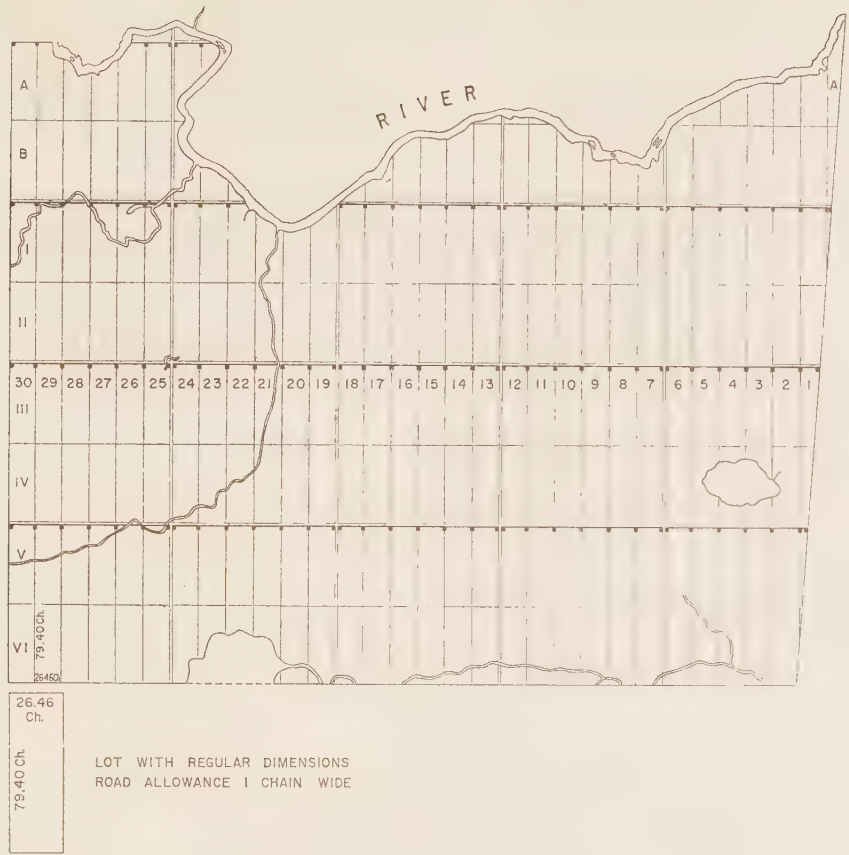 RIVER
A
A
B
I
II
30 29 28 27 26 25 24 23 22 21 20 19 18 17 16 15 14 13 12 11 10 9 8 7 6 5 4 3 2 1
III
IV
V
VI
79.40 Ch.
26.46
Ch.
79.40 Ch.
LOT WITH REGULAR DIMENSIONS
ROAD ALLOWANCE 1 CHAIN WIDE